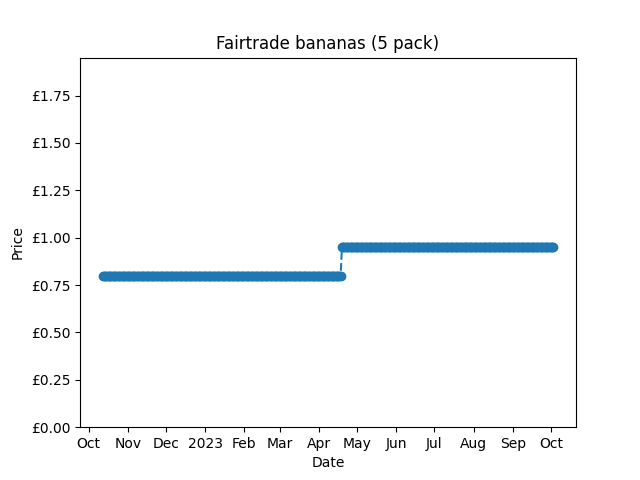 Fairtrade bananas (5 pack)
£1.75
£1.50
£1.25
£1.00
£0.75
£0.50
£0.25
£0.00
Price
Oct Nov Dec 2023 Feb Mar Apr May Jun Jul Aug Sep Oct
Date